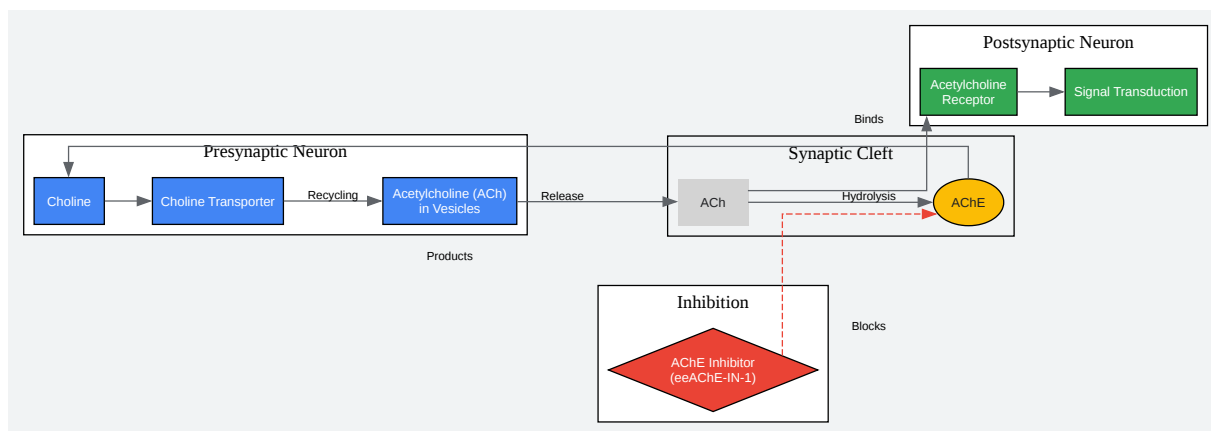 Postsynaptic Neuron
Acetylcholine
Receptor
Signal Transduction
Binds
Presynaptic Neuron
Synaptic Cleft
Choline
Choline Transporter
Recycling
Acetylcholine (ACh)
in Vesicles
Release
ACh
Hydrolysis
AChE
Products
Inhibition
Blocks
AChE Inhibitor
(eeAChE-IN-1)